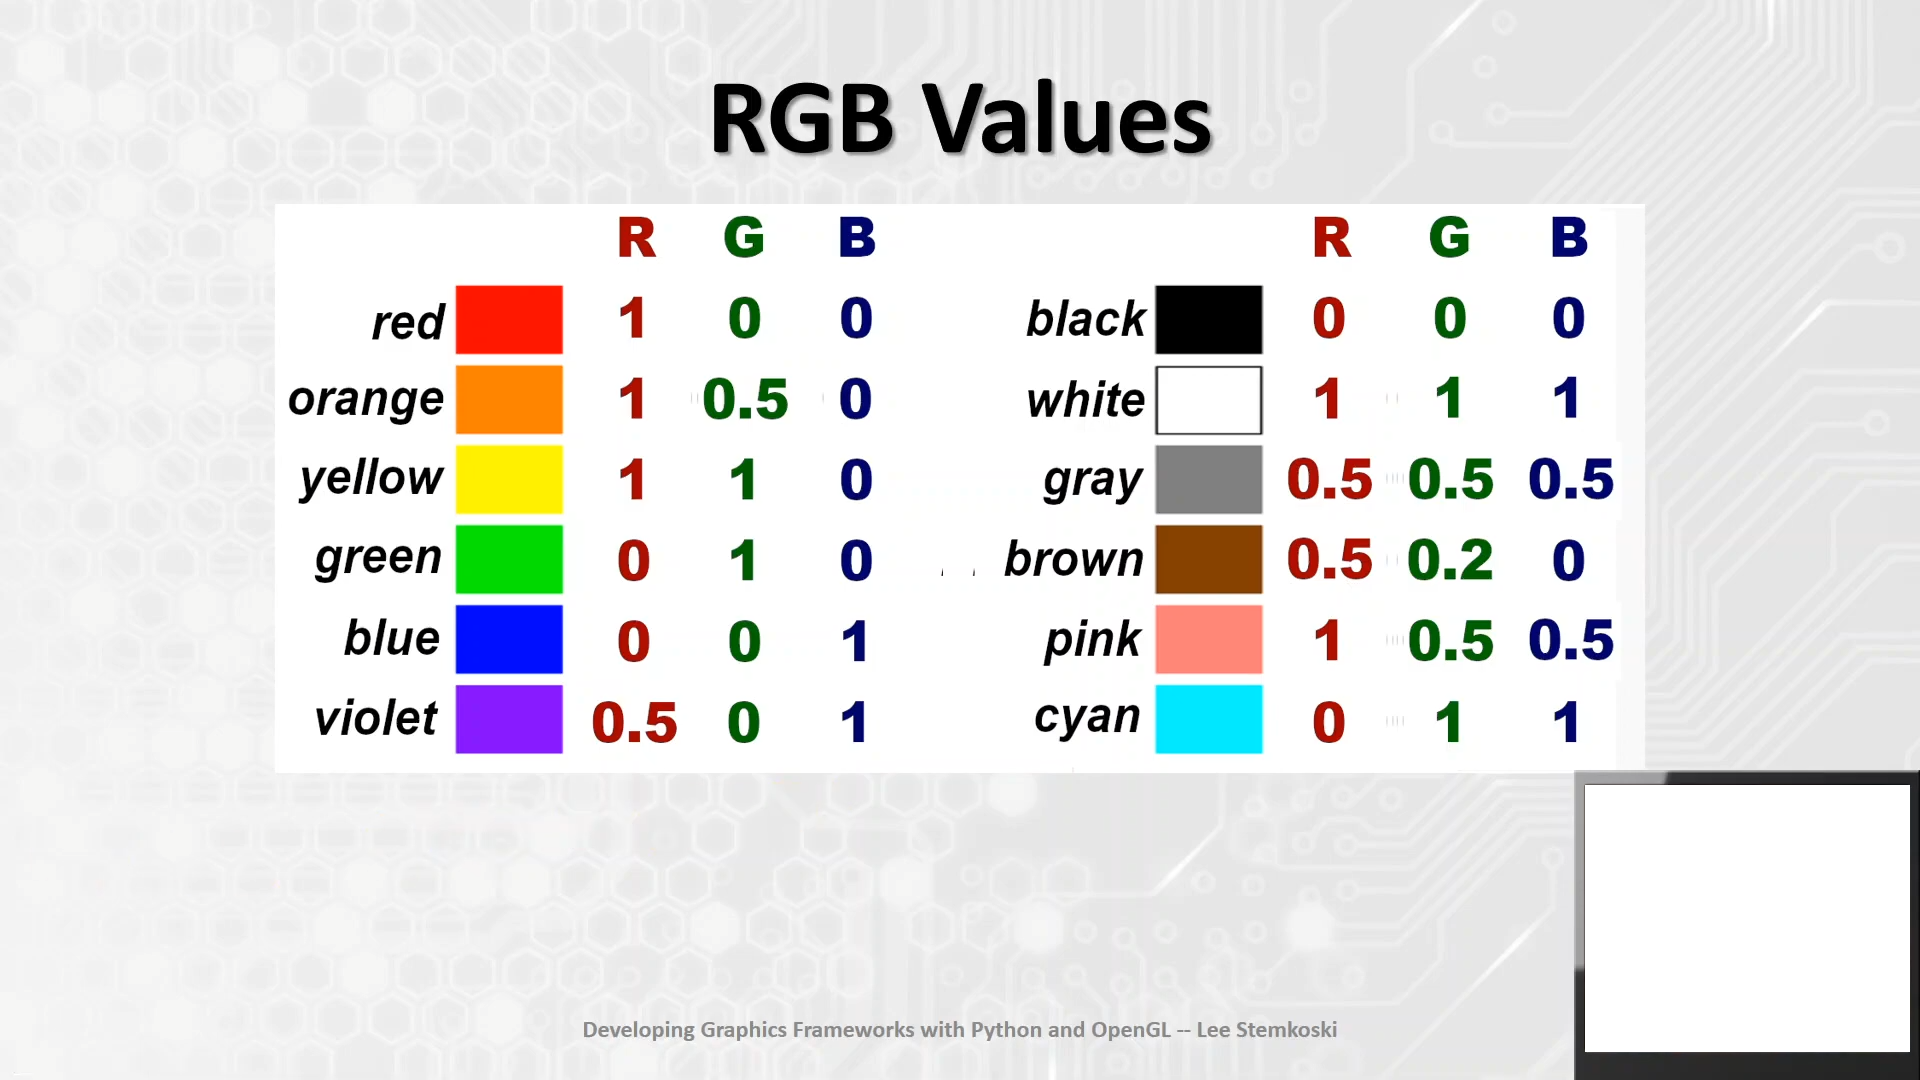 RGB Values
R G B
red 1 0 0
orange 1 0.5 0
yellow 1 1 0
green 0 1 0
blue 0 0 1
violet 0.5 0 1
R G B
black 0 0 0
white 1 1 1
gray 0.5 0.5 0.5
brown 0.5 0.2 0
pink 1 0.5 0.5
cyan 0 1 1
Developing Graphics Frameworks with Python and OpenGL -- Lee Stemkoski